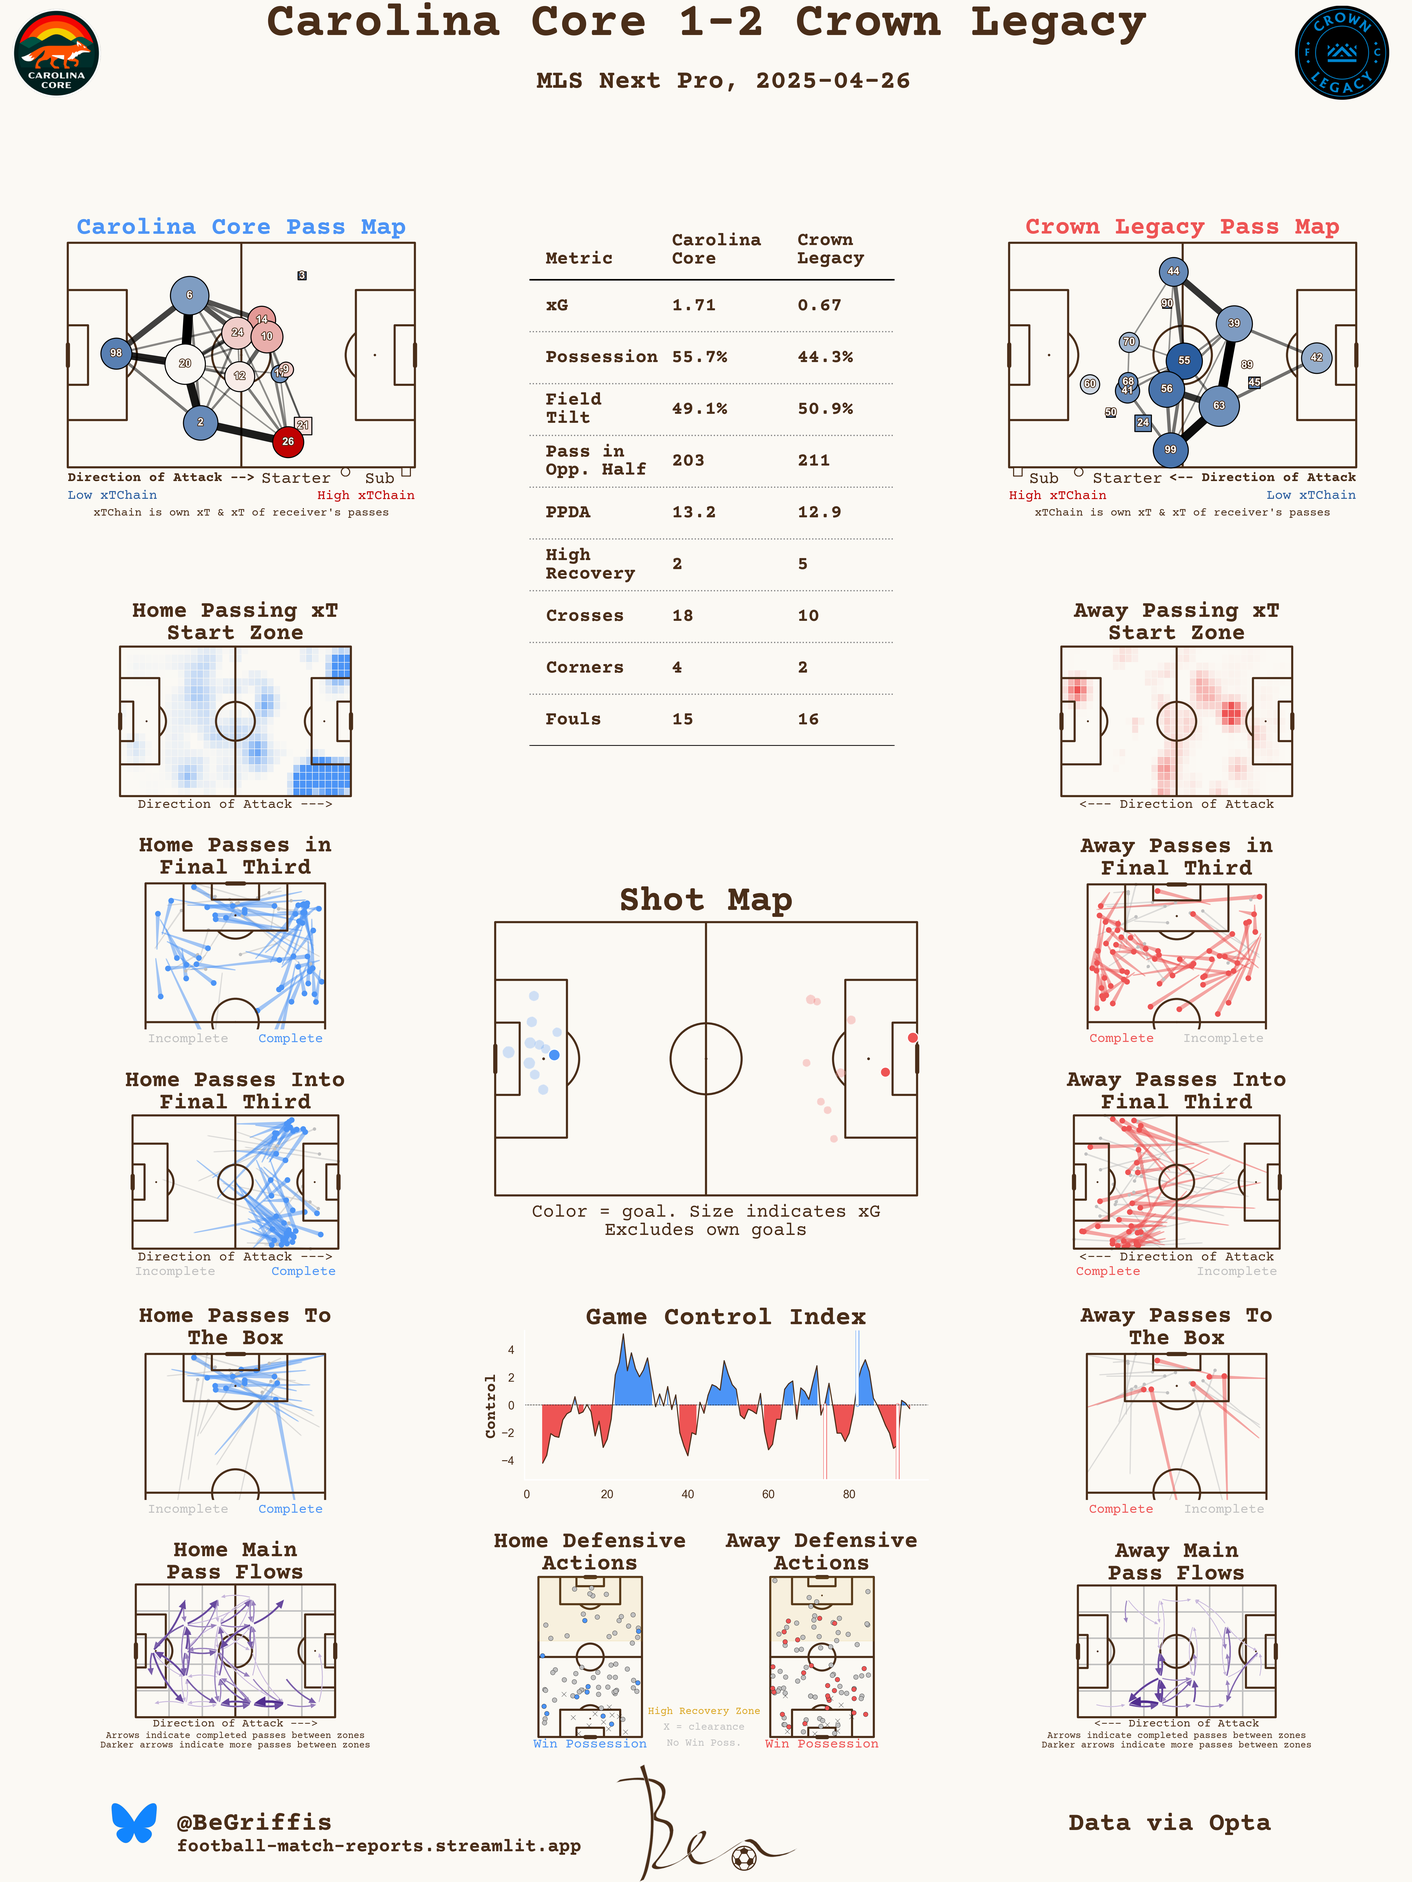 Carolina Core 1-2 Crown Legacy
MLS Next Pro, 2025-04-26
CAROLINA
CORE
CROWN
F C
LEGACY
Carolina Core Pass Map
3
6
14
24
10
98
20
12
9
2
21
26
Direction of Attack --> Starter Sub
Low xTChain High xTChain
xTChain is own xT & xT of receiver's passes
Metric Carolina Core Crown Legacy
xG 1.71 0.67
Possession 55.7% 44.3%
Field Tilt 49.1% 50.9%
Pass in Opp. Half 203 211
PPDA 13.2 12.9
High Recovery 2 5
Crosses 18 10
Corners 4 2
Fouls 15 16
Crown Legacy Pass Map
44
90
39
70
55
42
89
68
60
41
56
45
63
50
24
99
Sub Starter <-- Direction of Attack
High xTChain Low xTChain
xTChain is own xT & xT of receiver's passes
Home Passing xT
Start Zone
Direction of Attack --->
Away Passing xT
Start Zone
<--- Direction of Attack
Home Passes in
Final Third
Incomplete Complete
Away Passes in
Final Third
Complete Incomplete
Shot Map
Color = goal. Size indicates xG
Excludes own goals
Home Passes Into
Final Third
Direction of Attack --->
Incomplete Complete
Away Passes Into
Final Third
<--- Direction of Attack
Complete Incomplete
Home Passes To
The Box
Incomplete Complete
Game Control Index
Control
4
2
0
−2
−4
0 20 40 60 80
Away Passes To
The Box
Complete Incomplete
Home Main
Pass Flows
Direction of Attack --->
Arrows indicate completed passes between zones
Darker arrows indicate more passes between zones
Home Defensive
Actions
Win Possession
High Recovery Zone
X = clearance
No Win Poss.
Away Defensive
Actions
Win Possession
Away Main
Pass Flows
<--- Direction of Attack
Arrows indicate completed passes between zones
Darker arrows indicate more passes between zones
@BeGriffis
football-match-reports.streamlit.app
Ben
Data via Opta